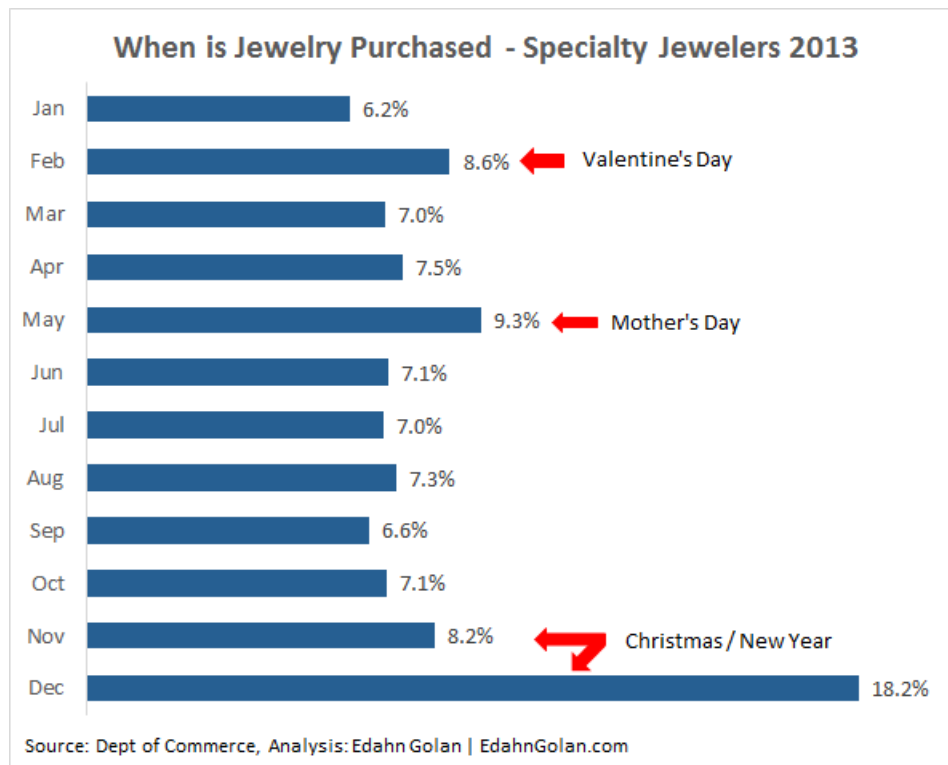 When is Jewelry Purchased - Specialty Jewelers 2013
Jan 6.2%
Feb 8.6% Valentine's Day
Mar 7.0%
Apr 7.5%
May 9.3% Mother's Day
Jun 7.1%
Jul 7.0%
Aug 7.3%
Sep 6.6%
Oct 7.1%
Nov 8.2% Christmas / New Year
Dec 18.2%
Source: Dept of Commerce, Analysis: Edahn Golan | EdahnGolan.com